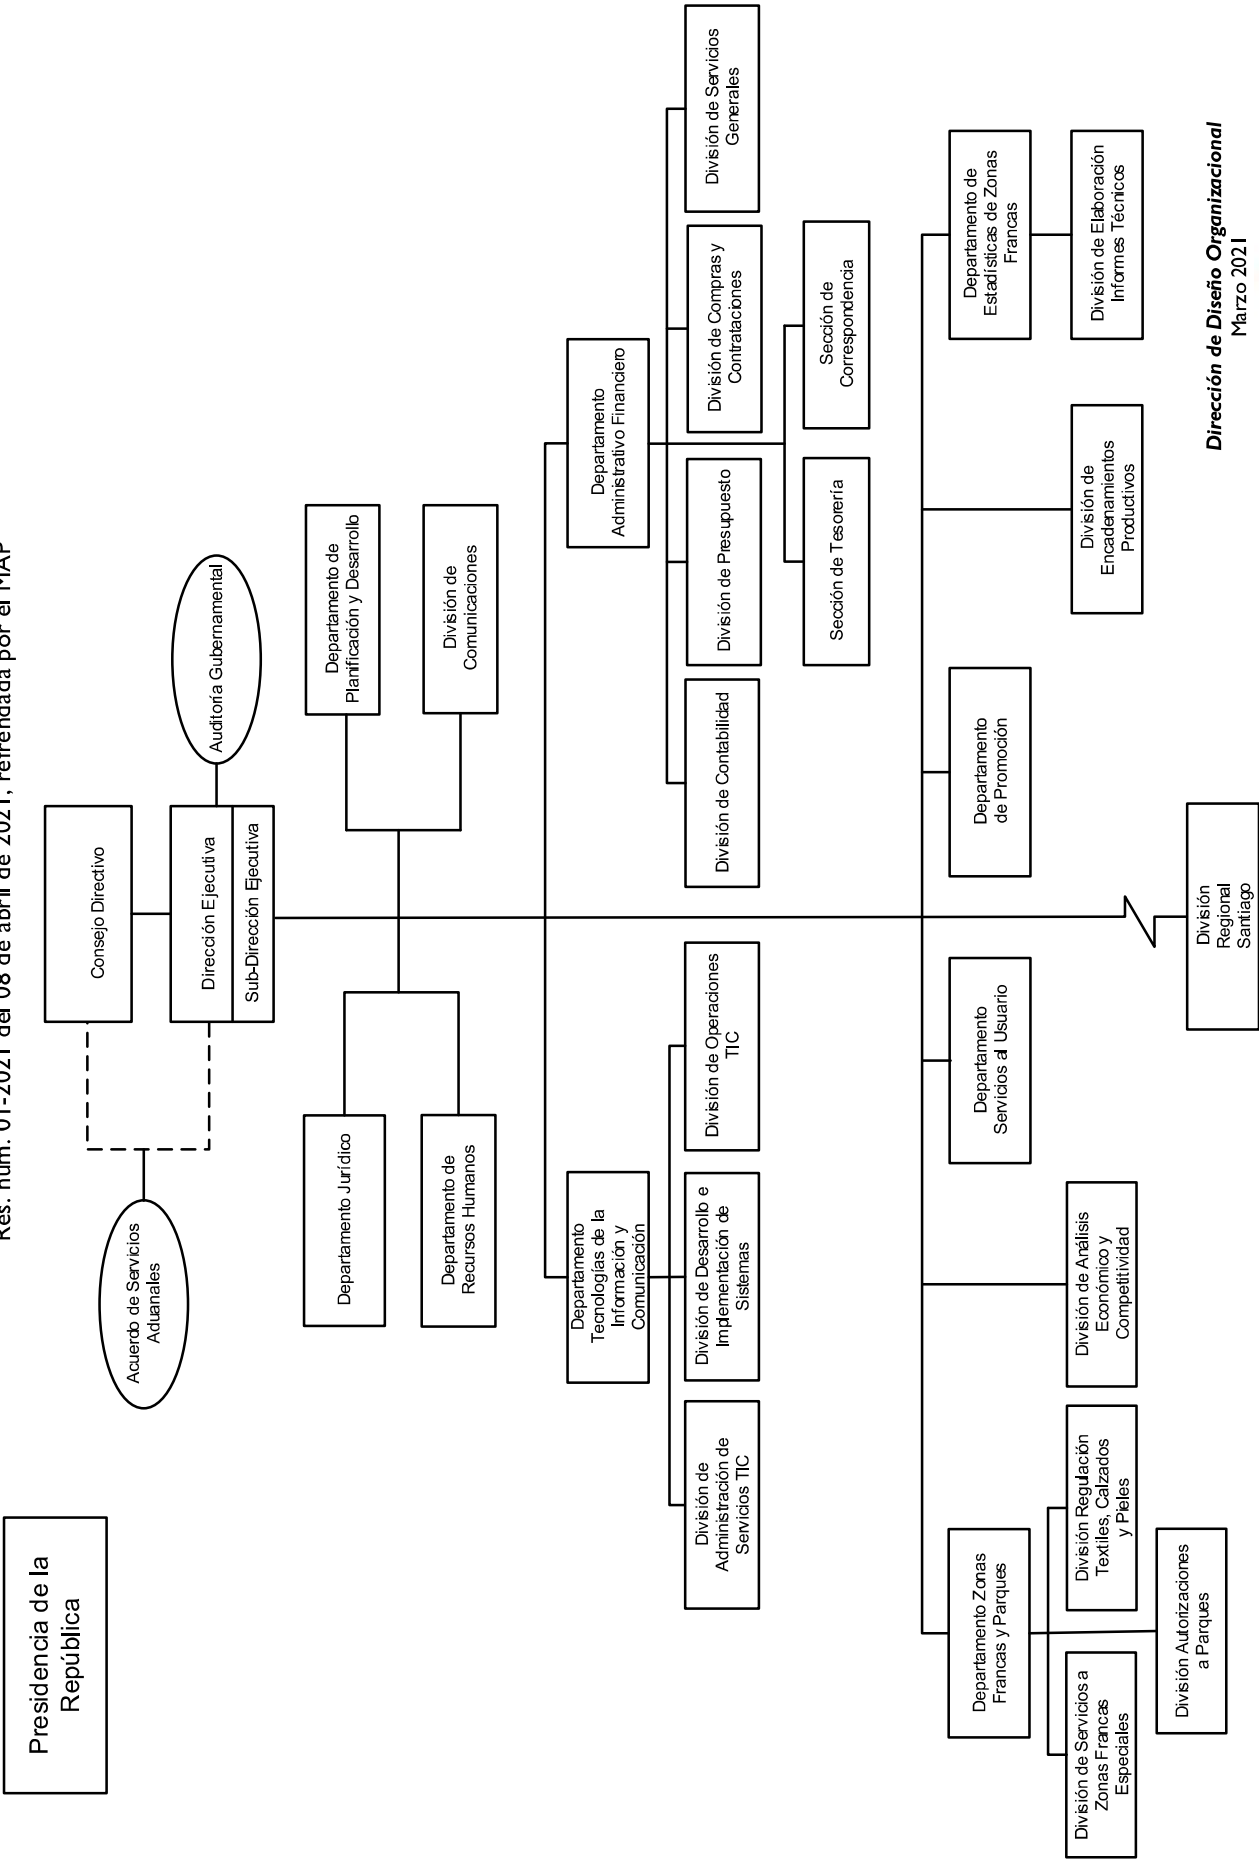 Res. núm. 01-2021 del 08 de abril de 2021, refrendada por el MAP
Presidencia de la
República
Consejo Directivo
Acuerdo de Servicios
Aduanales
Dirección Ejecutiva
Sub-Dirección Ejecutiva
Auditoría Gubernamental
Departamento Jurídico
Departamento de
Planificación y Desarrollo
Departamento de
Recursos Humanos
División de
Comunicaciones
Departamento
Tecnologías de la
Información y
Comunicación
Departamento
Administrativo Financiero
División de
Administración de
Servicios TIC
División de Desarrollo e
Implementación de
Sistemas
División de Operaciones
TIC
División de Contabilidad
División de Presupuesto
División de Compras y
Contrataciones
División de Servicios
Generales
Sección de Tesorería
Sección de
Correspondencia
Departamento Zonas
Francas y Parques
Departamento
Servicios al Usuario
Departamento
de Promoción
Departamento de
Estadísticas de Zonas
Francas
División de Servicios a
Zonas Francas
Especiales
División Regulación
Textiles, Calzados
y Pieles
División de Análisis
Económico y
Competitividad
División de
Encadenamientos
Productivos
División de Elaboración
Informes Técnicos
División Autorizaciones
a Parques
División
Regional
Santiago
Dirección de Diseño Organizacional
Marzo 2021